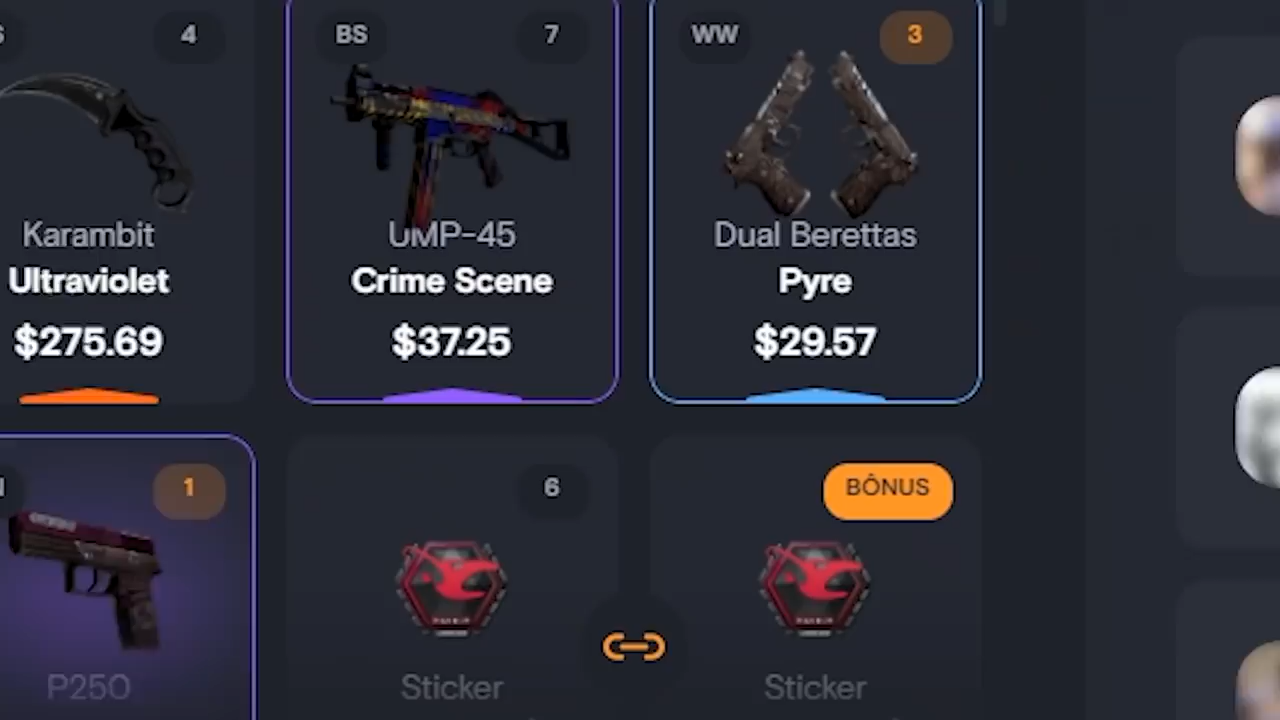 4
BS 7
WW 3
Karambit
Ultraviolet
$275.69
UMP-45
Crime Scene
$37.25
Dual Berettas
Pyre
$29.57
1
6
BÔNUS
P250
Sticker
Sticker